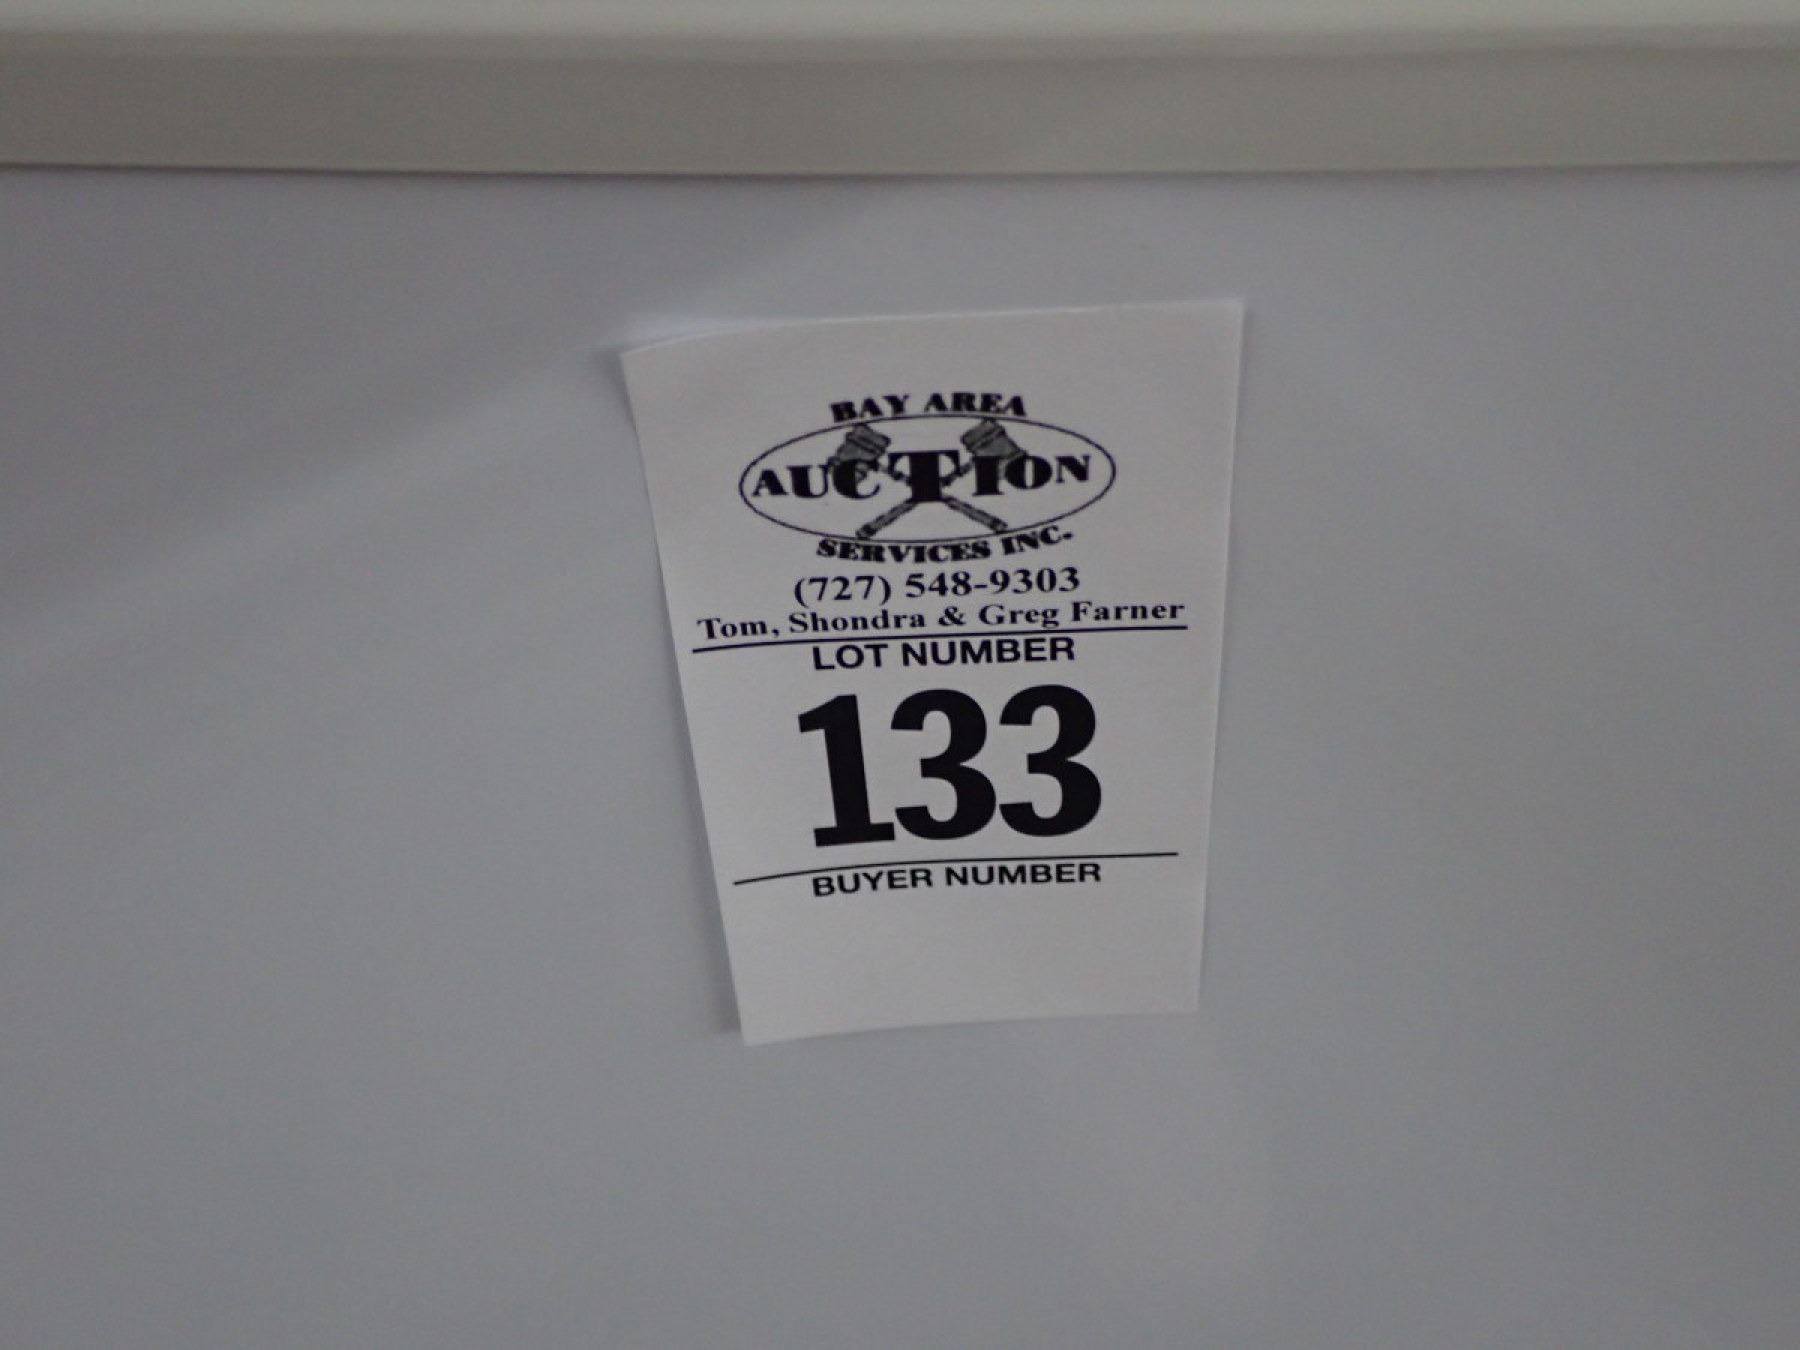 BAY AREA
AUCTION
SERVICES INC.
(727) 548-9303
Tom, Shondra & Greg Farner
LOT NUMBER
133
BUYER NUMBER